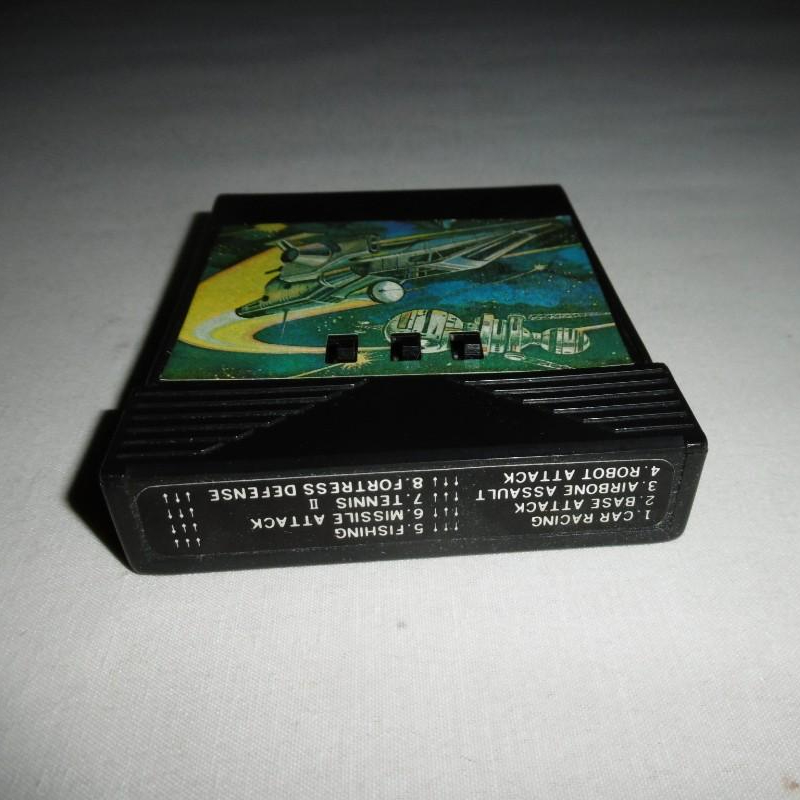 1. CAR RACING
2. BASE ATTACK
3. AIRBONE ASSAULT
4. ROBOT ATTACK
5. FISHING
6. MISSILE ATTACK
7. TENNIS II
8. FORTRESS DEFENSE